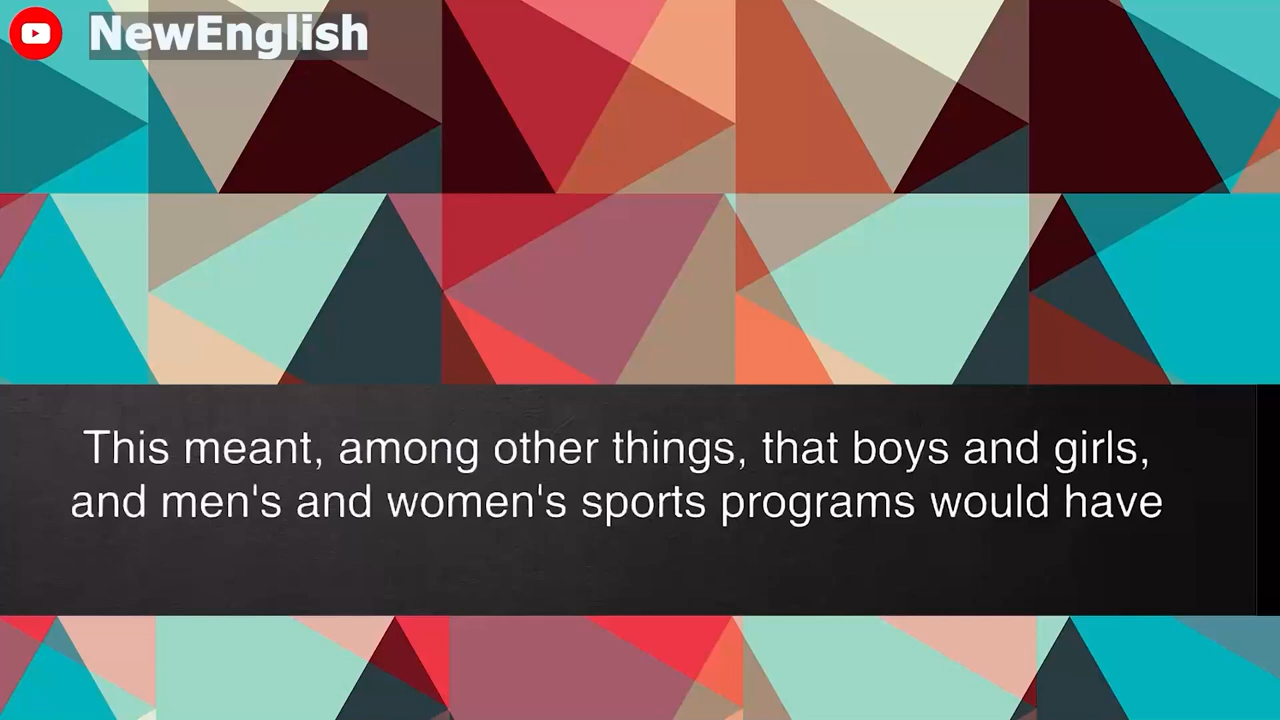 NewEnglish
This meant, among other things, that boys and girls,
and men's and women's sports programs would have